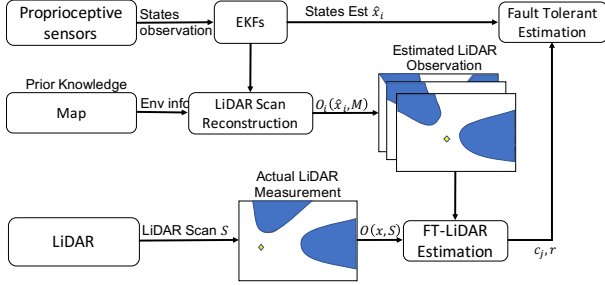 Proprioceptive
sensors
States
observation
EKFs
States Est x̂ᵢ
Fault Tolerant
Estimation
Prior Knowledge
Map
Env info
LiDAR Scan
Reconstruction
Oᵢ(x̂ᵢ, M)
Estimated LiDAR
Observation
Actual LiDAR
Measurement
LiDAR
LiDAR Scan S
O(x, S)
FT-LiDAR
Estimation
cⱼ, r